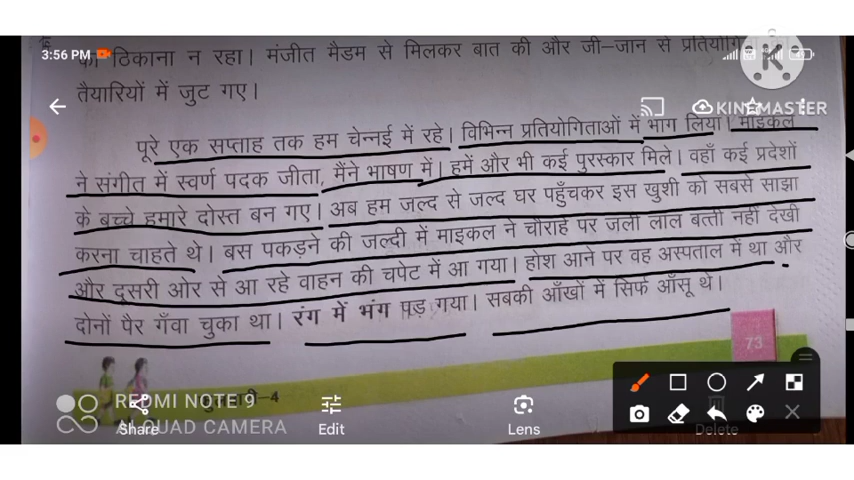 3:56 PM
का ठिकाना न रहा। मंजीत मैडम से मिलकर बात की और जी-जान से
तैयारियों में जुट गए।
KINEMASTER
पूरे एक सप्ताह तक हम चेन्नई में रहे। विभिन्न प्रतियोगिताओं में भाग लिया। माइकल
ने संगीत में स्वर्ण पदक जीता, मैंने भाषण में। हमें और भी कई पुरस्कार मिले। वहाँ कई प्रदेशों
के बच्चे हमारे दोस्त बन गए। अब हम जल्द से जल्द घर पहुँचकर इस खुशी को सबसे साझा
करना चाहते थे। बस पकड़ने की जल्दी में माइकल ने चौराहे पर जली लाल बत्ती नहीं देखी
और दूसरी ओर से आ रहे वाहन की चपेट में आ गया। होश आने पर वह अस्पताल में था और
दोनों पैर गँवा चुका था। रंग में भंग पड़ गया। सबकी आँखों में सिर्फ आँसू थे।
73
REDMI NOTE 9
AI QUAD CAMERA
Share
Edit
Lens
Delete